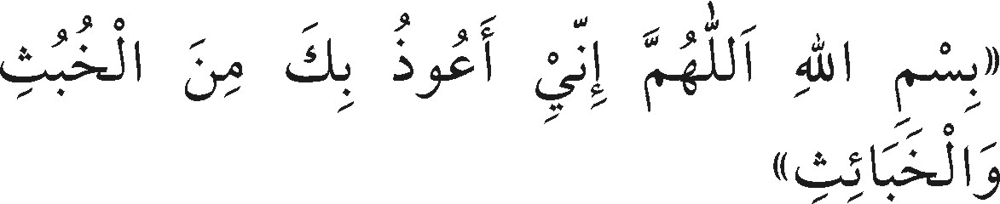 «بِسْمِ اللهِ اَللّٰهُمَّ إِنِّيْ أَعُوذُ بِكَ مِنَ الْخُبُثِ
وَالْخَبَائِثِ»